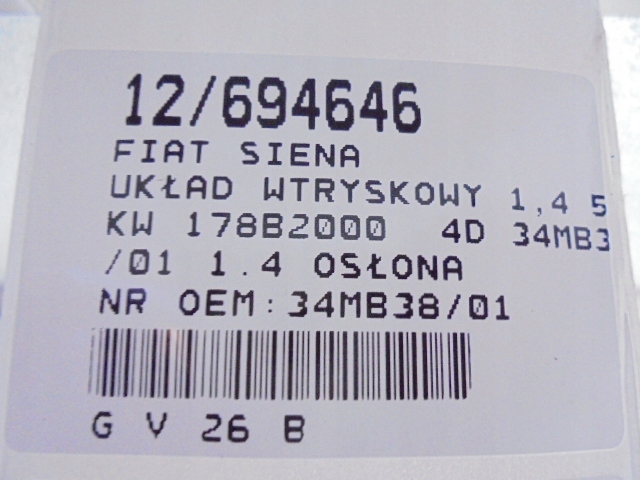 12/694646
FIAT SIENA
UKŁAD WTRYSKOWY 1,4 5
KW 178B2000 4D 34MB3
/01 1.4 OSŁONA
NR OEM:34MB38/01
G V 26 B